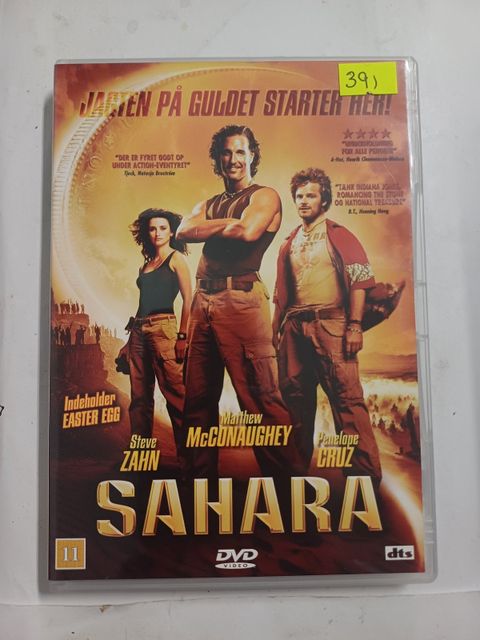 39,
JAGTEN PÅ GULDET STARTER HER!
"DER ER FYRET GODT OP
UNDER ACTION-EVENTYRET"
★★★★
FOR ALLE PENGENE"
"TÆNK INDIANA JONES,
ROMANCING THE STONE
OG NATIONAL TREASURE"
B.T., Henning Høeg
Indeholder
EASTER EGG
Steve
ZAHN
Matthew
McCONAUGHEY
Penelope
CRUZ
SAHARA
11
DVD
VIDEO
dts